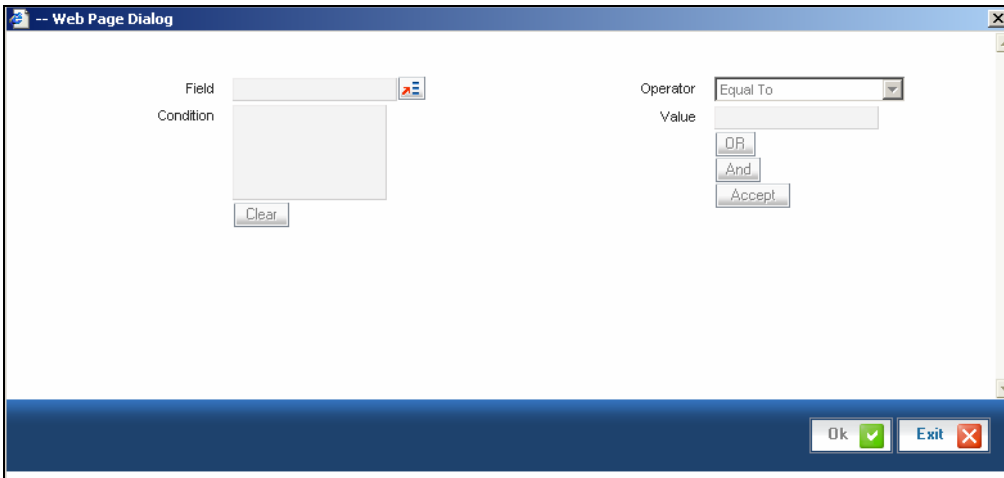 -- Web Page Dialog
Field
Operator
Equal To
Condition
Value
OR
And
Accept
Clear
Ok
Exit